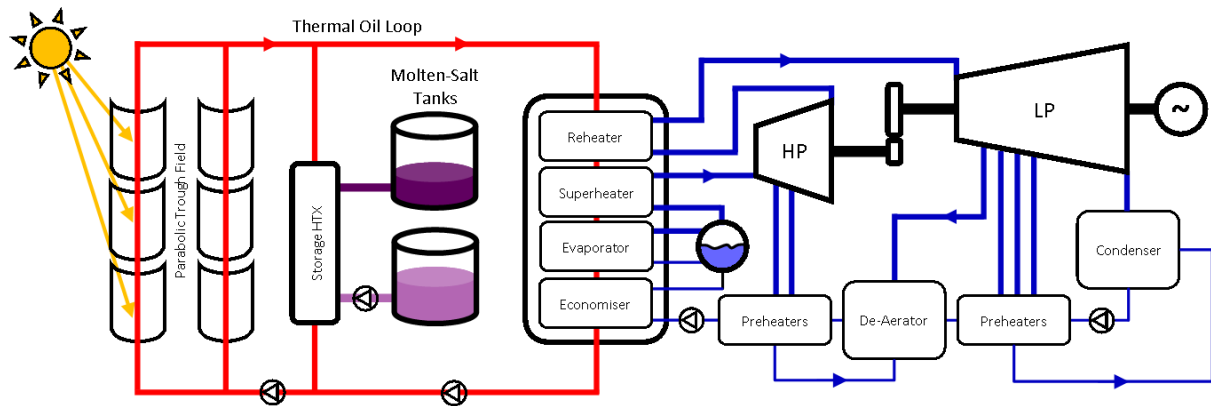 Thermal Oil Loop
Molten-Salt
Tanks
Parabolic Trough Field
Storage HTX
Reheater
Superheater
Evaporator
Economiser
HP
LP
~
Condenser
Preheaters
De-Aerator
Preheaters